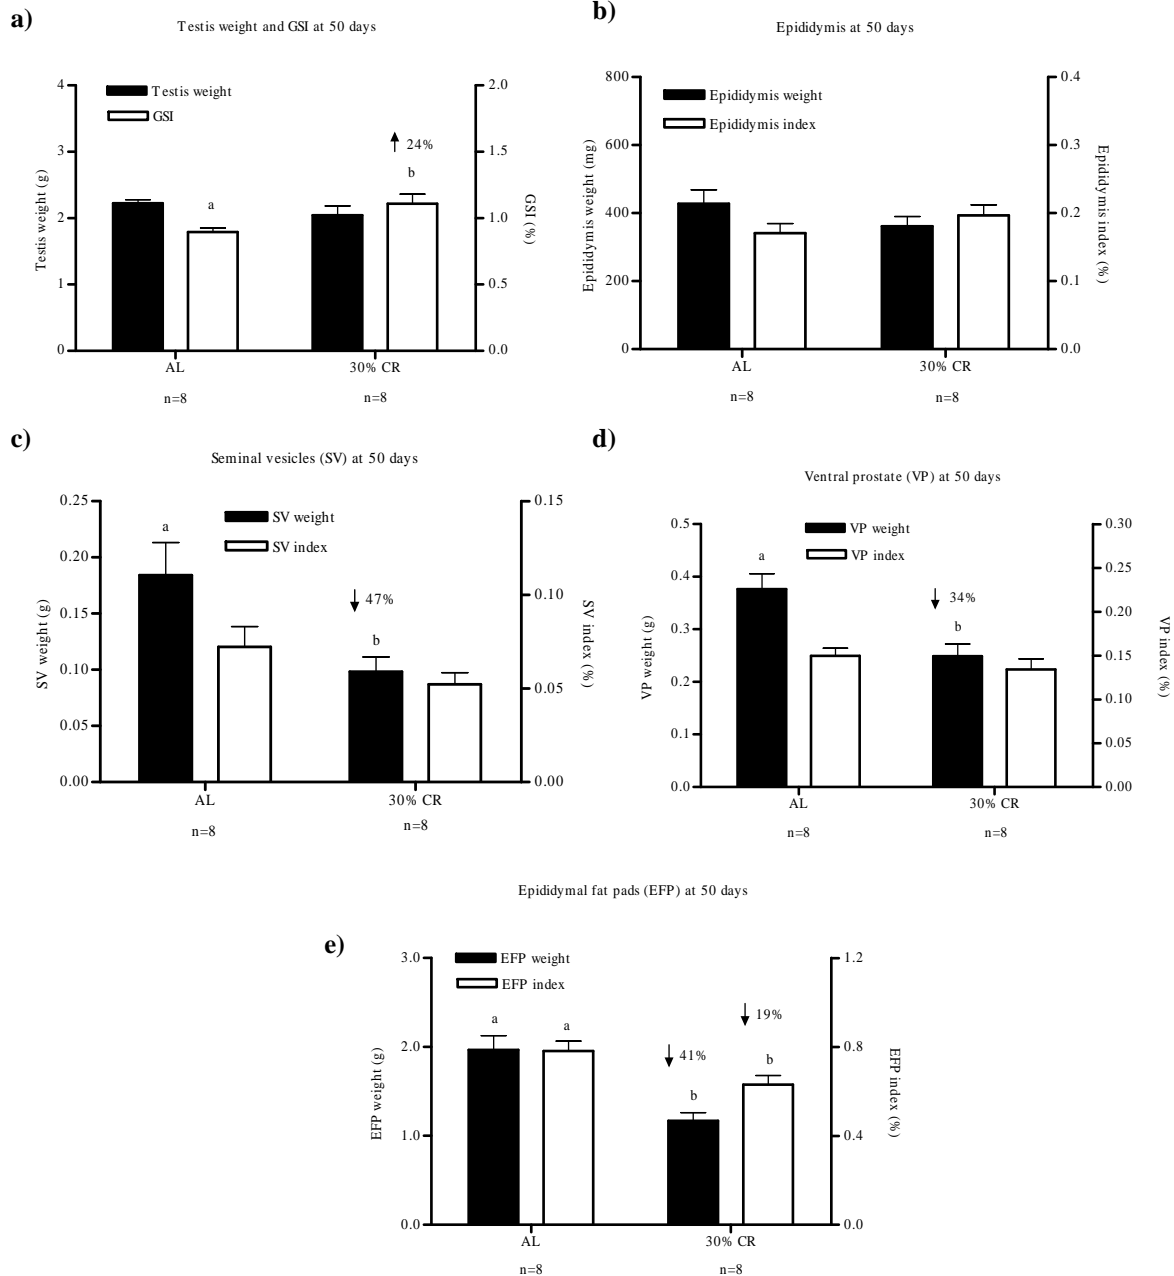 a)
Testis weight and GSI at 50 days
Testis weight
GSI
Testis weight (g)
4
3
2
1
0
GSI (%)
2.0
1.5
1.0
0.5
0.0
a
24%
b
AL
30% CR
n=8
n=8
b)
Epididymis at 50 days
Epididymis weight
Epididymis index
Epididymis weight (mg)
800
600
400
200
0
Epididymis index (%)
0.4
0.3
0.2
0.1
0.0
AL
30% CR
n=8
n=8
c)
Seminal vesicles (SV) at 50 days
SV weight
SV index
SV weight (g)
0.25
0.20
0.15
0.10
0.05
0.00
SV index (%)
0.15
0.10
0.05
0.00
a
47%
b
AL
30% CR
n=8
n=8
d)
Ventral prostate (VP) at 50 days
VP weight
VP index
VP weight (g)
0.5
0.4
0.3
0.2
0.1
0.0
VP index (%)
0.30
0.25
0.20
0.15
0.10
0.05
0.00
a
34%
b
AL
30% CR
n=8
n=8
Epididymal fat pads (EFP) at 50 days
e)
EFP weight
EFP index
EFP weight (g)
3.0
2.0
1.0
0.0
EFP index (%)
1.2
0.8
0.4
0.0
a
a
41%
19%
b
b
AL
30% CR
n=8
n=8